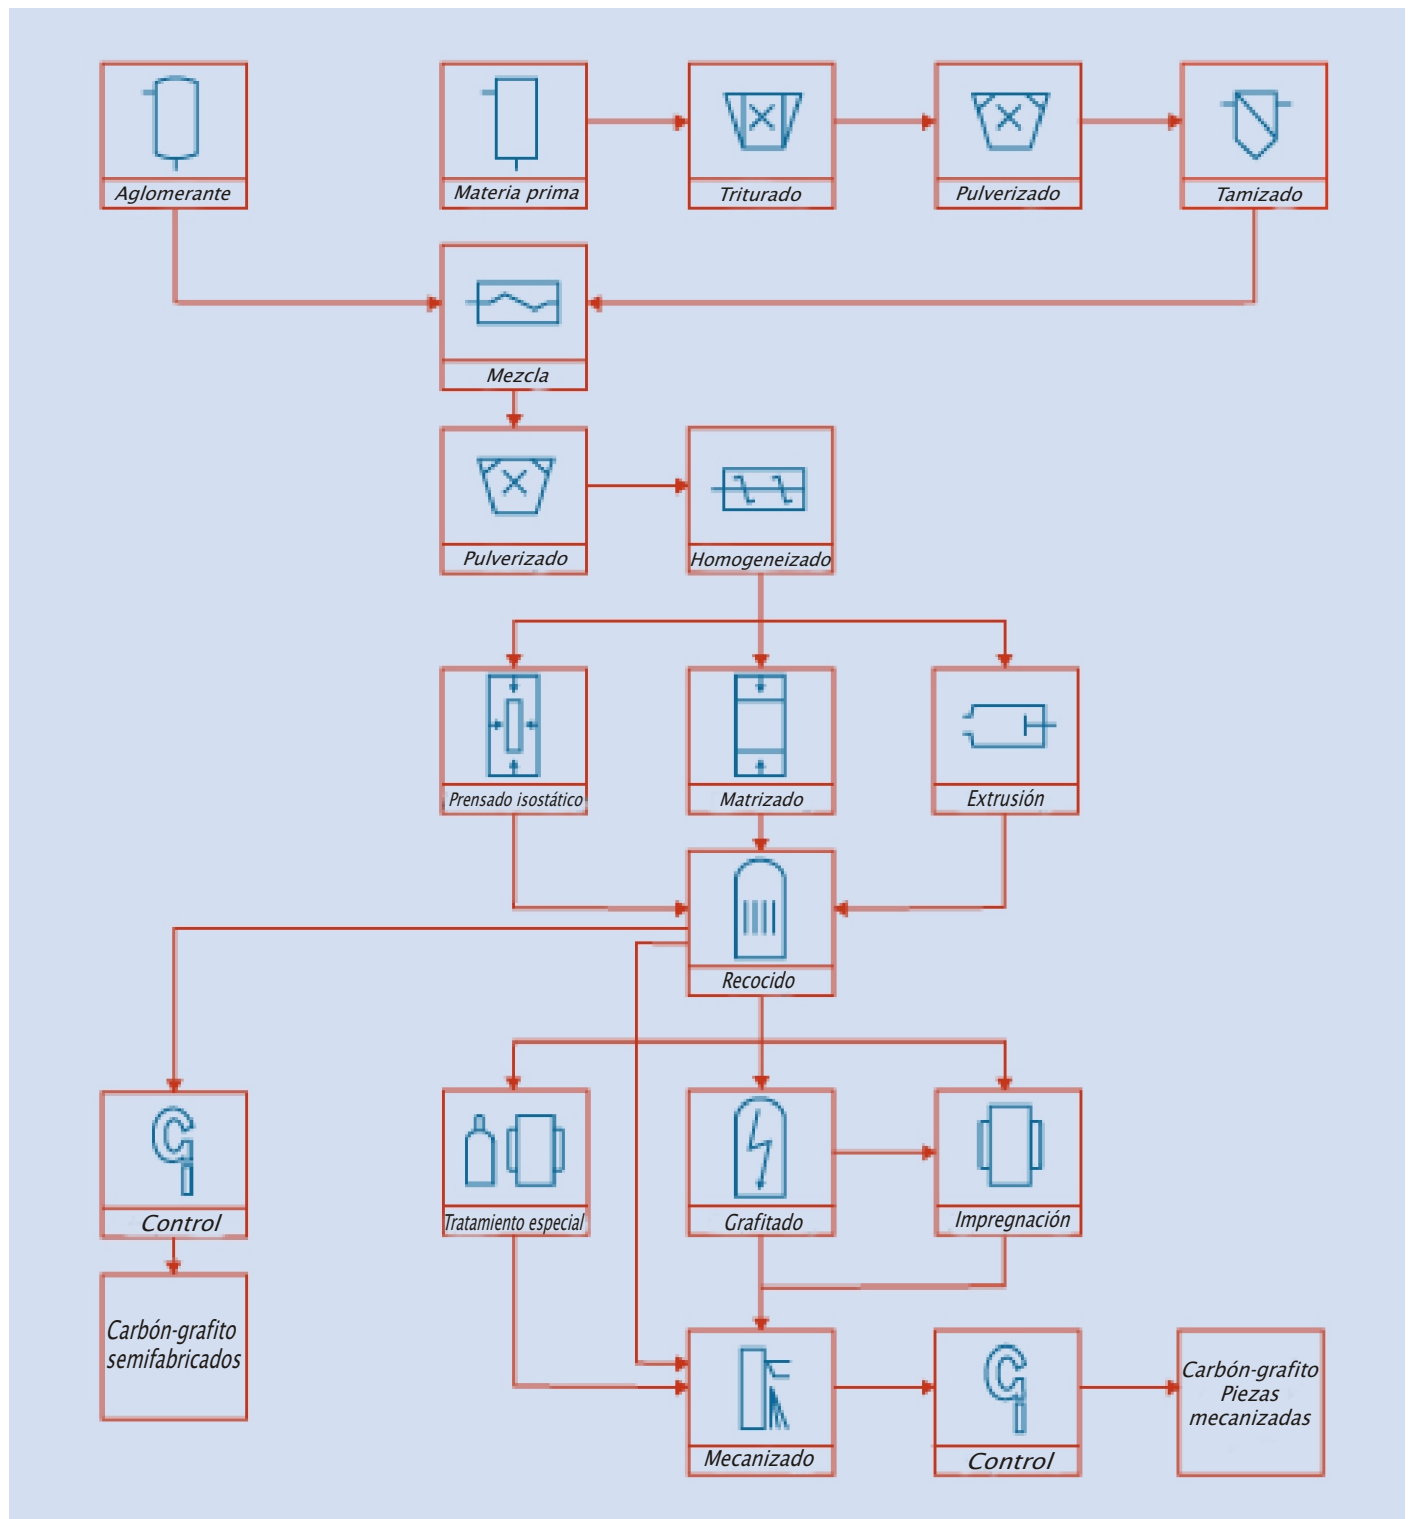 Aglomerante
Materia prima
Triturado
Pulverizado
Tamizado
Mezcla
Pulverizado
Homogeneizado
Prensado isostático
Matrizado
Extrusión
Recocido
Control
Tratamiento especial
Grafitado
Impregnación
Carbón-grafito
semifabricados
Mecanizado
Control
Carbón-grafito
Piezas
mecanizadas